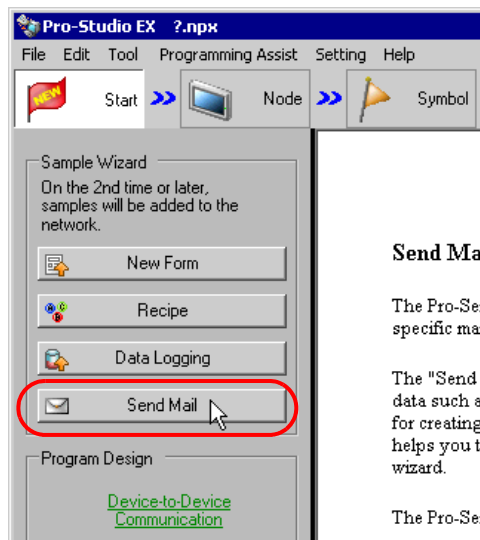 Pro-Studio EX ?.npx
File Edit Tool Programming Assist Setting Help
NEW Start Node Symbol
Sample Wizard
On the 2nd time or later,
samples will be added to the
network.
New Form
Recipe
Data Logging
Send Mail
Program Design
Device-to-Device
Communication
Send Ma
The Pro-Se
specific ma
The "Send
data such a
for creating
helps you t
wizard.
The Pro-Se